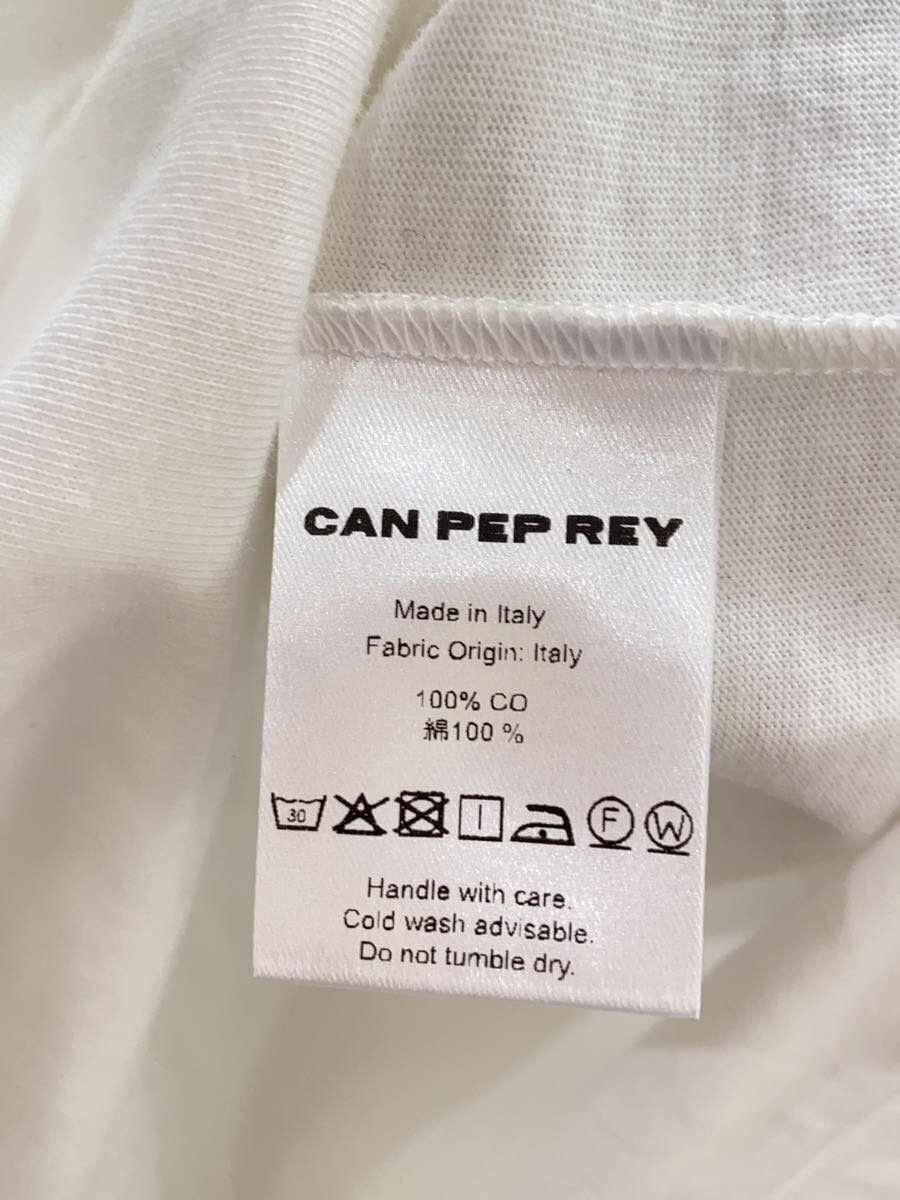 CAN PEP REY
Made in Italy
Fabric Origin: Italy
100% CO
綿100 %
30 F W
Handle with care.
Cold wash advisable.
Do not tumble dry.